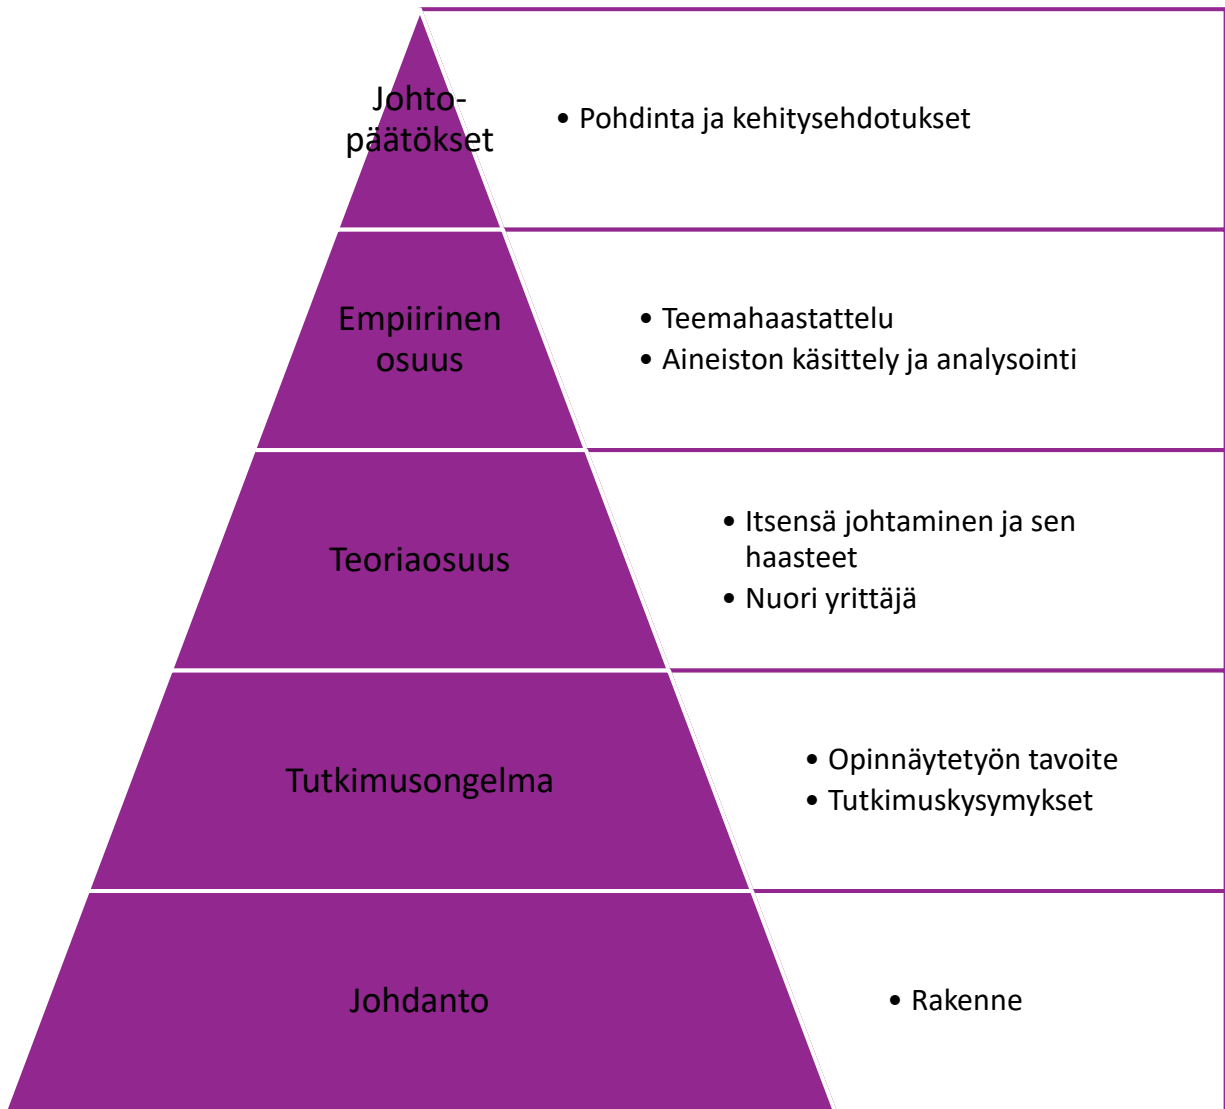 Johto-
päätökset
• Pohdinta ja kehitysehdotukset
Empiirinen
osuus
• Teemahaastattelu
• Aineiston käsittely ja analysointi
Teoriaosuus
• Itsensä johtaminen ja sen
haasteet
• Nuori yrittäjä
Tutkimusongelma
• Opinnäytetyön tavoite
• Tutkimuskysymykset
Johdanto
• Rakenne